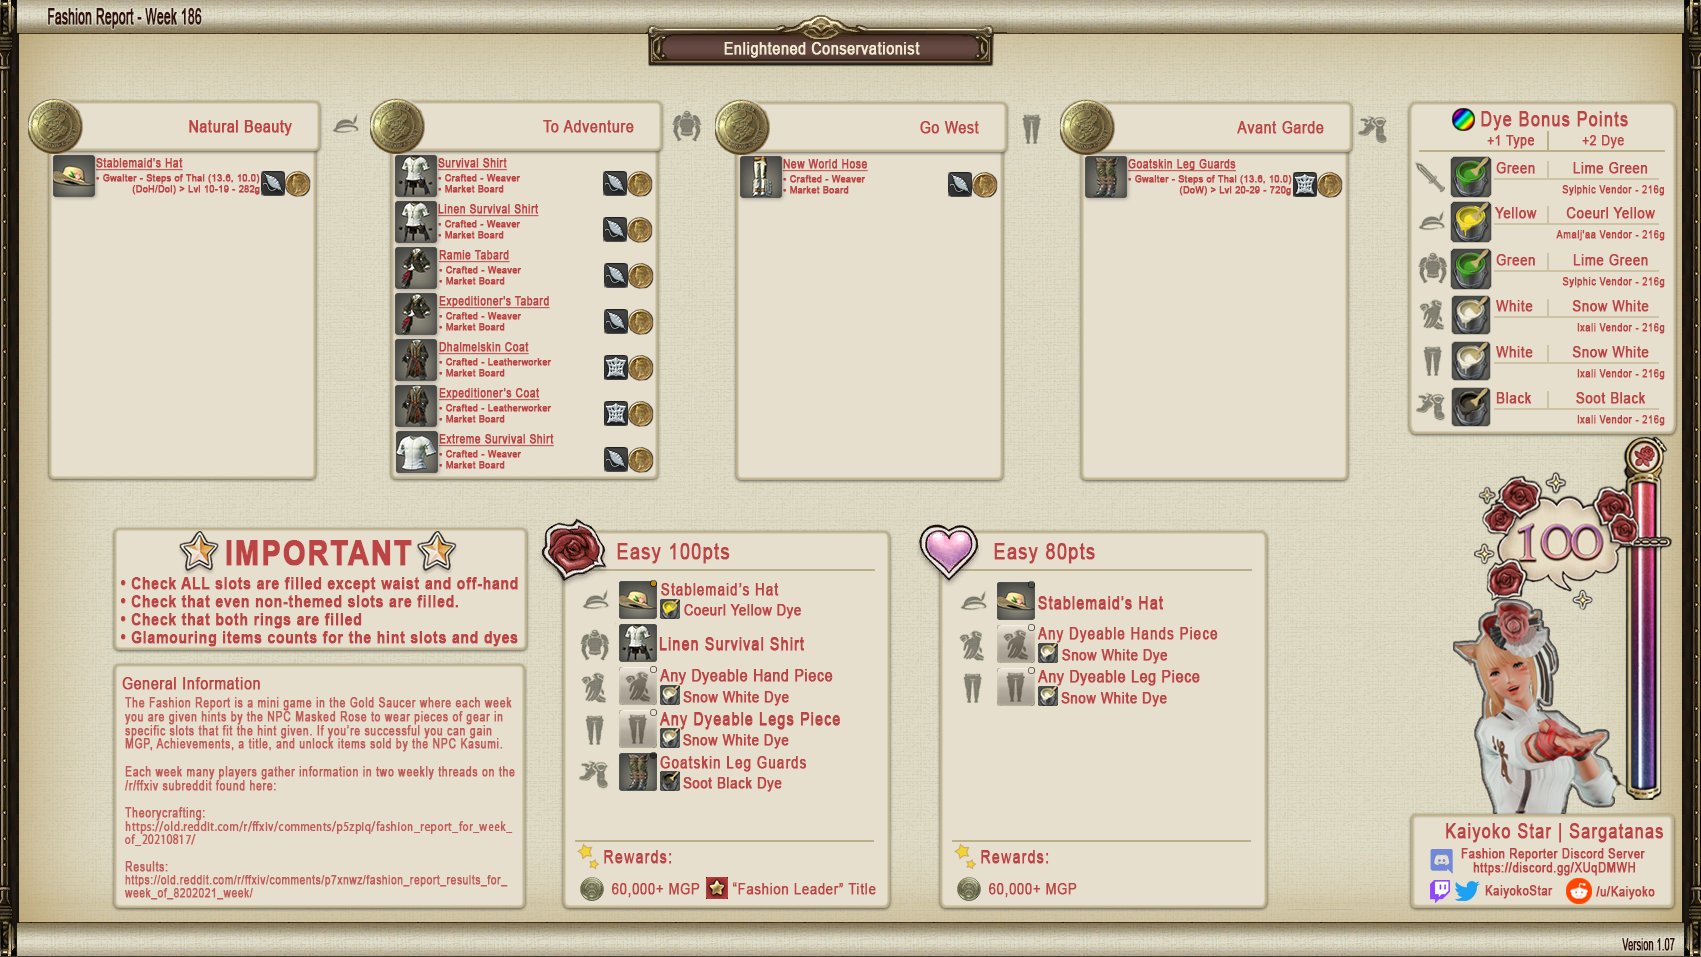 Fashion Report - Week 186
Enlightened Conservationist
Natural Beauty
Stablemaid's Hat
• Gwalter - Steps of Thal (13.6, 10.0)
(DoH/Dol) > Lvl 10-19 - 282g
To Adventure
Survival Shirt
• Crafted - Weaver
• Market Board
Linen Survival Shirt
• Crafted - Weaver
• Market Board
Ramie Tabard
• Crafted - Weaver
• Market Board
Expeditioner's Tabard
• Crafted - Weaver
• Market Board
Dhalmelskin Coat
• Crafted - Leatherworker
• Market Board
Expeditioner's Coat
• Crafted - Leatherworker
• Market Board
Extreme Survival Shirt
• Crafted - Weaver
• Market Board
Go West
New World Hose
• Crafted - Weaver
• Market Board
Avant Garde
Goatskin Leg Guards
• Gwalter - Steps of Thal (13.6, 10.0)
(DoW) > Lvl 20-29 - 720g
Dye Bonus Points
+1 Type +2 Dye
Green Lime Green
Sylphic Vendor - 216g
Yellow Coeurl Yellow
Amalj'aa Vendor - 216g
Green Lime Green
Sylphic Vendor - 216g
White Snow White
Ixali Vendor - 216g
White Snow White
Ixali Vendor - 216g
Black Soot Black
Ixali Vendor - 216g
IMPORTANT
• Check ALL slots are filled except waist and off-hand
• Check that even non-themed slots are filled.
• Check that both rings are filled
• Glamouring items counts for the hint slots and dyes
General Information
The Fashion Report is a mini game in the Gold Saucer where each week
you are given hints by the NPC Masked Rose to wear pieces of gear in
specific slots that fit the hint given. If you're successful you can gain
MGP, Achievements, a title, and unlock items sold by the NPC Kasumi.
Each week many players gather information in two weekly threads on the
/r/ffxiv subreddit found here:
Theorycrafting:
https://old.reddit.com/r/ffxiv/comments/p5zpiq/fashion_report_for_week_
of_20210817/
Results:
https://old.reddit.com/r/ffxiv/comments/p7xnwz/fashion_report_results_for_
week_of_8202021_week/
Easy 100pts
Stablemaid's Hat
Coeurl Yellow Dye
Linen Survival Shirt
Any Dyeable Hand Piece
Snow White Dye
Any Dyeable Legs Piece
Snow White Dye
Goatskin Leg Guards
Soot Black Dye
Rewards:
60,000+ MGP "Fashion Leader" Title
Easy 80pts
Stablemaid's Hat
Any Dyeable Hands Piece
Snow White Dye
Any Dyeable Leg Piece
Snow White Dye
Rewards:
60,000+ MGP
100
Kaiyoko Star | Sargatanas
Fashion Reporter Discord Server
https://discord.gg/XUqDMWH
KaiyokoStar /u/Kaiyoko
Version 1.07